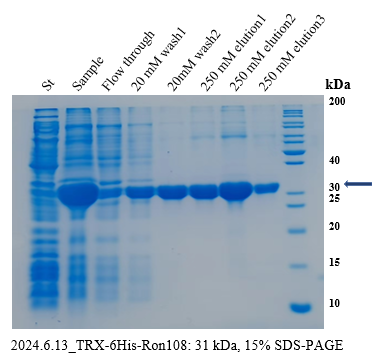 St
Sample
Flow through
20 mM wash1
20mM wash2
250 mM elution1
250 mM elution2
250 mM elution3
kDa
200
40
30
25
20
15
10
2024.6.13_TRX-6His-Ron108: 31 kDa, 15% SDS-PAGE